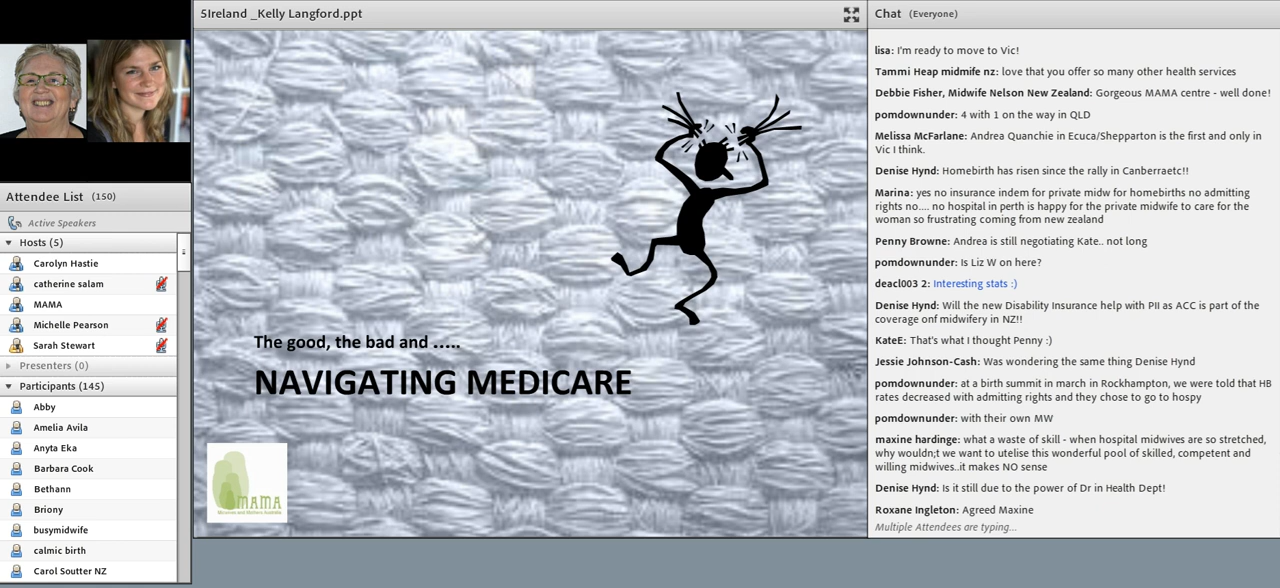 5Ireland _Kelly Langford.ppt
Attendee List (150)
Active Speakers
Hosts (5)
Carolyn Hastie
catherine salam
MAMA
Michelle Pearson
Sarah Stewart
Presenters (0)
Participants (145)
Abby
Amelia Avila
Anyta Eka
Barbara Cook
Bethann
Briony
busymidwife
calmic birth
Carol Soutter NZ
The good, the bad and .....
NAVIGATING MEDICARE
MAMA
Midwives and Mothers Australia
Chat (Everyone)
lisa: I'm ready to move to Vic!
Tammi Heap midmife nz: love that you offer so many other health services
Debbie Fisher, Midwife Nelson New Zealand: Gorgeous MAMA centre - well done!
pomdownunder: 4 with 1 on the way in QLD
Melissa McFarlane: Andrea Quanchie in Ecuca/Shepparton is the first and only in
Vic I think.
Denise Hynd: Homebirth has risen since the rally in Canberraetc!!
Marina: yes no insurance indem for private midw for homebirths no admitting
rights no.... no hospital in perth is happy for the private midwife to care for the
woman so frustrating coming from new zealand
Penny Browne: Andrea is still negotiating Kate.. not long
pomdownunder: Is Liz W on here?
deacl003 2: Interesting stats :)
Denise Hynd: Will the new Disability Insurance help with PII as ACC is part of the
coverage onf midwifery in NZ!!
KateE: That's what I thought Penny :)
Jessie Johnson-Cash: Was wondering the same thing Denise Hynd
pomdownunder: at a birth summit in march in Rockhampton, we were told that HB
rates decreased with admitting rights and they chose to go to hospy
pomdownunder: with their own MW
maxine hardinge: what a waste of skill - when hospital midwives are so stretched,
why wouldn;t we want to utelise this wonderful pool of skilled, competent and
willing midwives..it makes NO sense
Denise Hynd: Is it still due to the power of Dr in Health Dept!
Roxane Ingleton: Agreed Maxine
Multiple Attendees are typing...